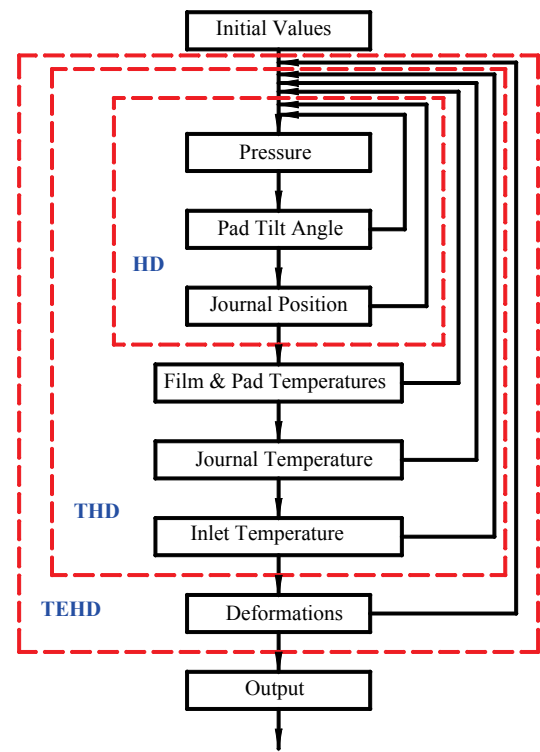 Initial Values
Pressure
Pad Tilt Angle
HD
Journal Position
Film & Pad Temperatures
Journal Temperature
THD
Inlet Temperature
TEHD
Deformations
Output